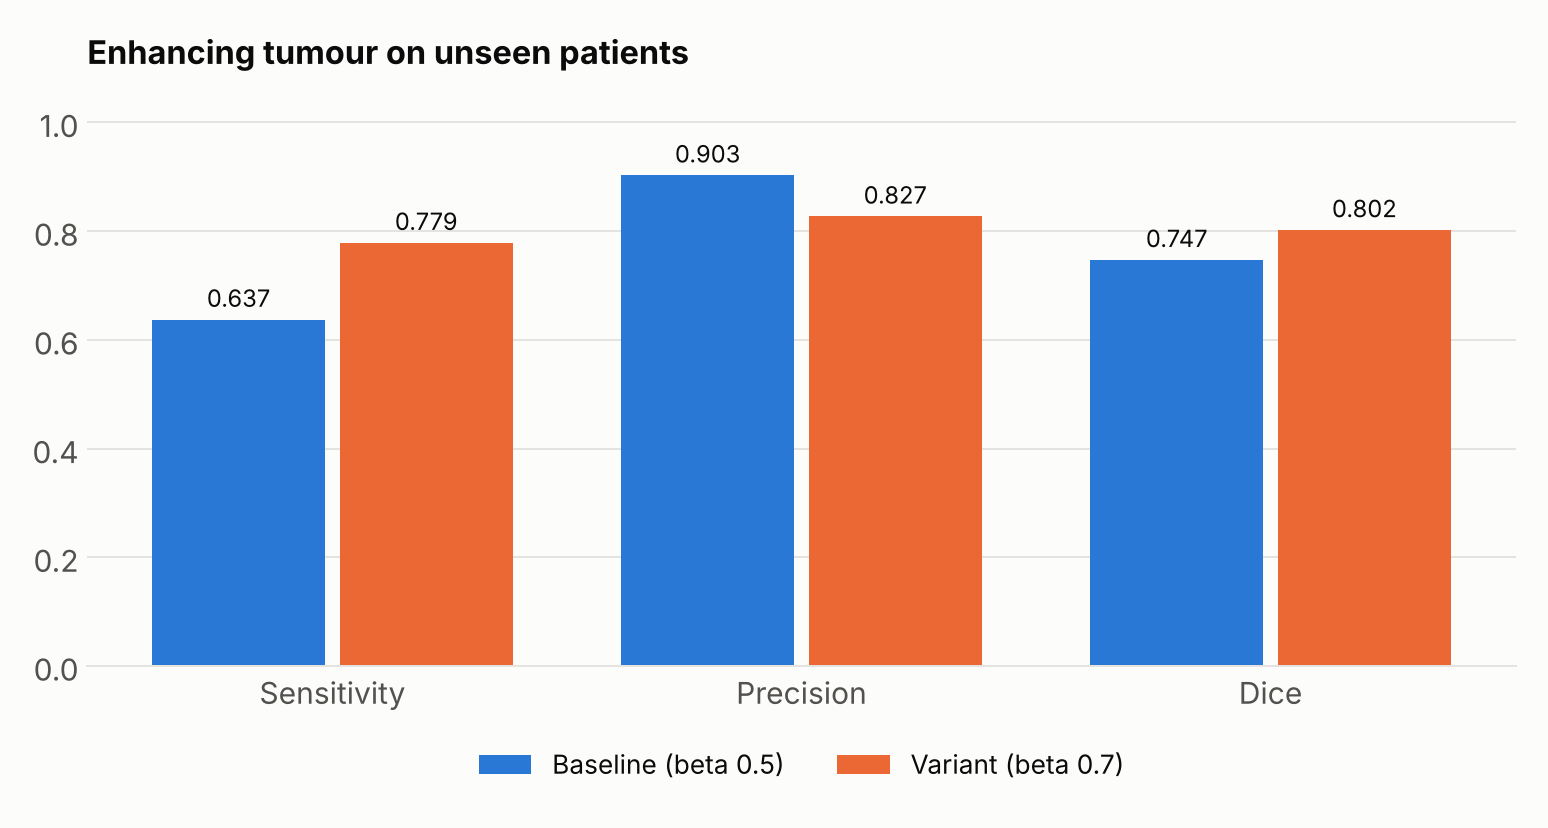 Enhancing tumour on unseen patients
1.0
0.8
0.6
0.4
0.2
0.0
0.637
0.779
0.903
0.827
0.747
0.802
Sensitivity
Precision
Dice
Baseline (beta 0.5)
Variant (beta 0.7)